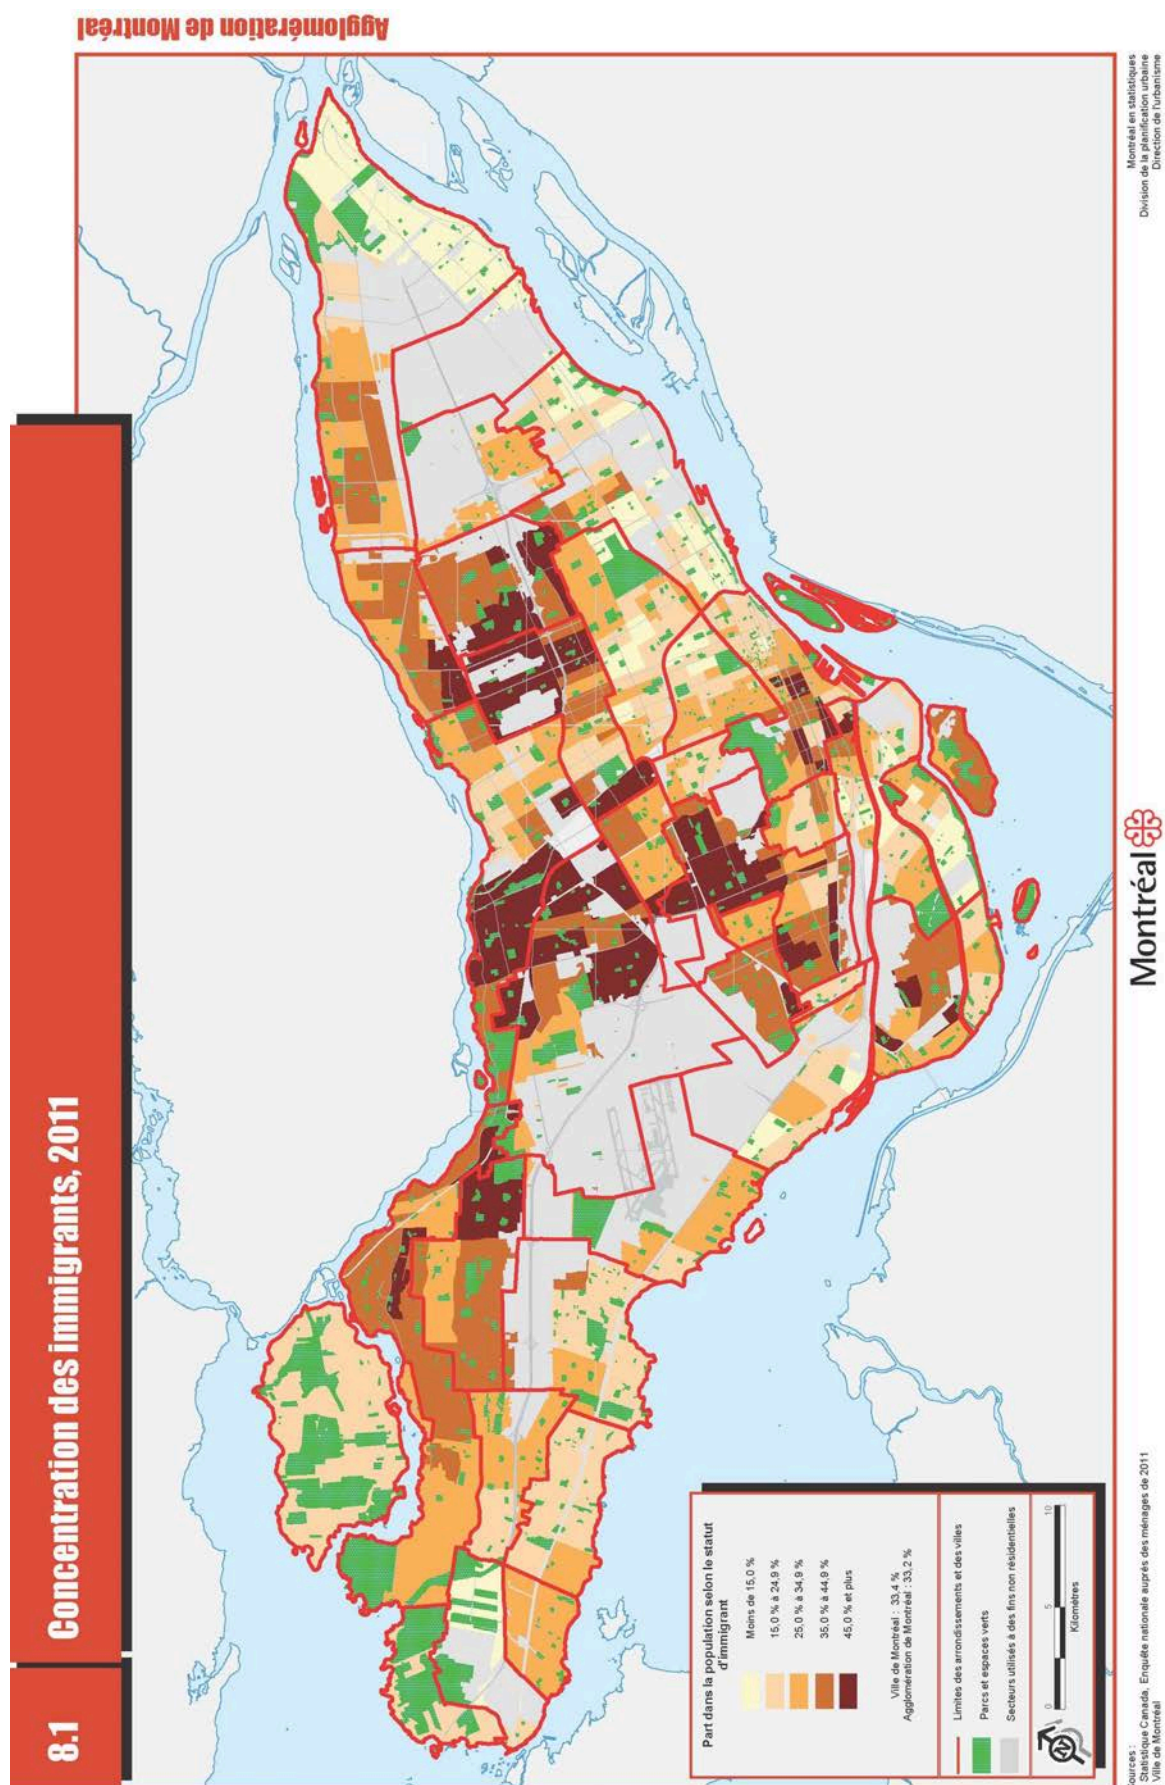 8.1
Concentration des immigrants, 2011
Agglomération de Montréal
Part dans la population selon le statut
d'immigrant
Moins de 15,0 %
15,0 % à 24,9 %
25,0 % à 34,9 %
35,0 % à 44,9 %
45,0 % et plus
Ville de Montréal : 33,4 %
Agglomération de Montréal : 33,2 %
Limites des arrondissements et des villes
Parcs et espaces verts
Secteurs utilisés à des fins non résidentielles
0 5 10
Kilomètres
N
ources :
Statistique Canada, Enquête nationale auprès des ménages de 2011
Ville de Montréal
Montréal
Montréal en statistiques
Division de la planification urbaine
Direction de l'urbanisme